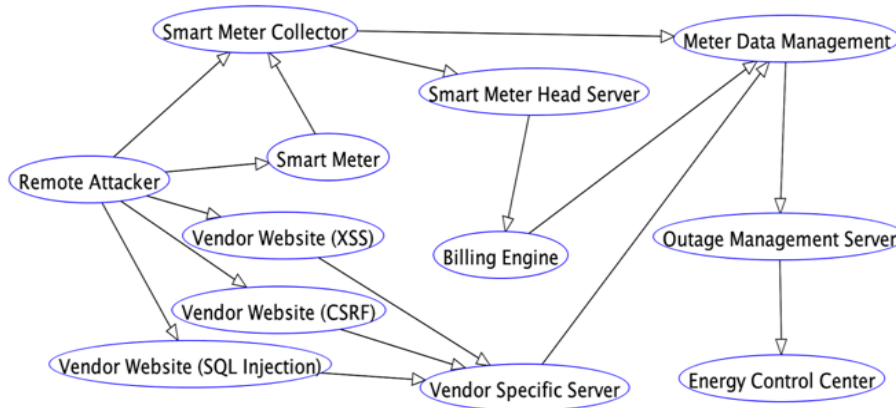 Smart Meter Collector
Meter Data Management
Smart Meter Head Server
Smart Meter
Remote Attacker
Vendor Website (XSS)
Billing Engine
Outage Management Server
Vendor Website (CSRF)
Vendor Website (SQL Injection)
Vendor Specific Server
Energy Control Center